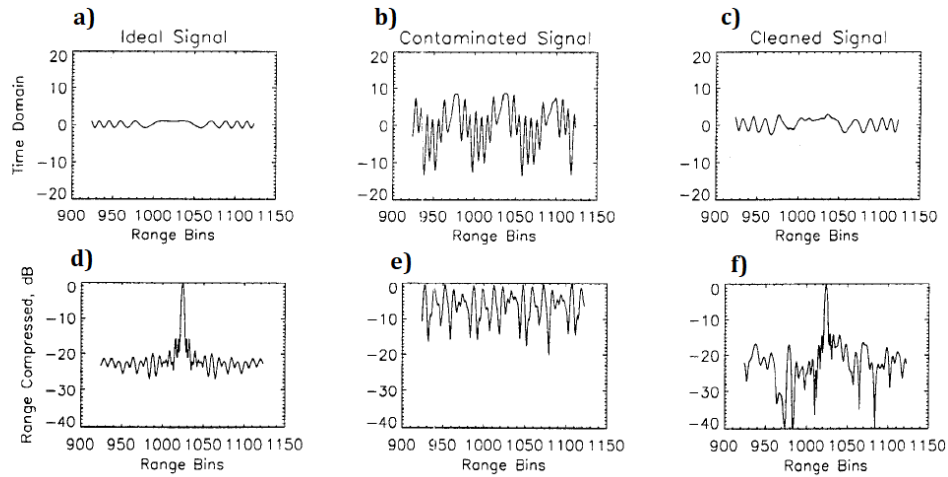 a) b) c)
Ideal Signal Contaminated Signal Cleaned Signal
Time Domain
20 20 20
10 10 10
0 0 0
-10 -10 -10
-20 -20 20
900 950 1000 1050 1100 1150 900 950 1000 1050 1100 1150 900 950 1000 1050 1100 1150
Range Bins Range Bins Range Bins
d) e) f)
Range Compressed, dB
0 0 0
-10 -10 -10
-20 -20 -20
-30 -30 -30
-40 -40 -40
900 950 1000 1050 1100 1150 900 950 1000 1050 1100 1150 900 950 1000 1050 1100 1150
Range Bins Range Bins Range Bins